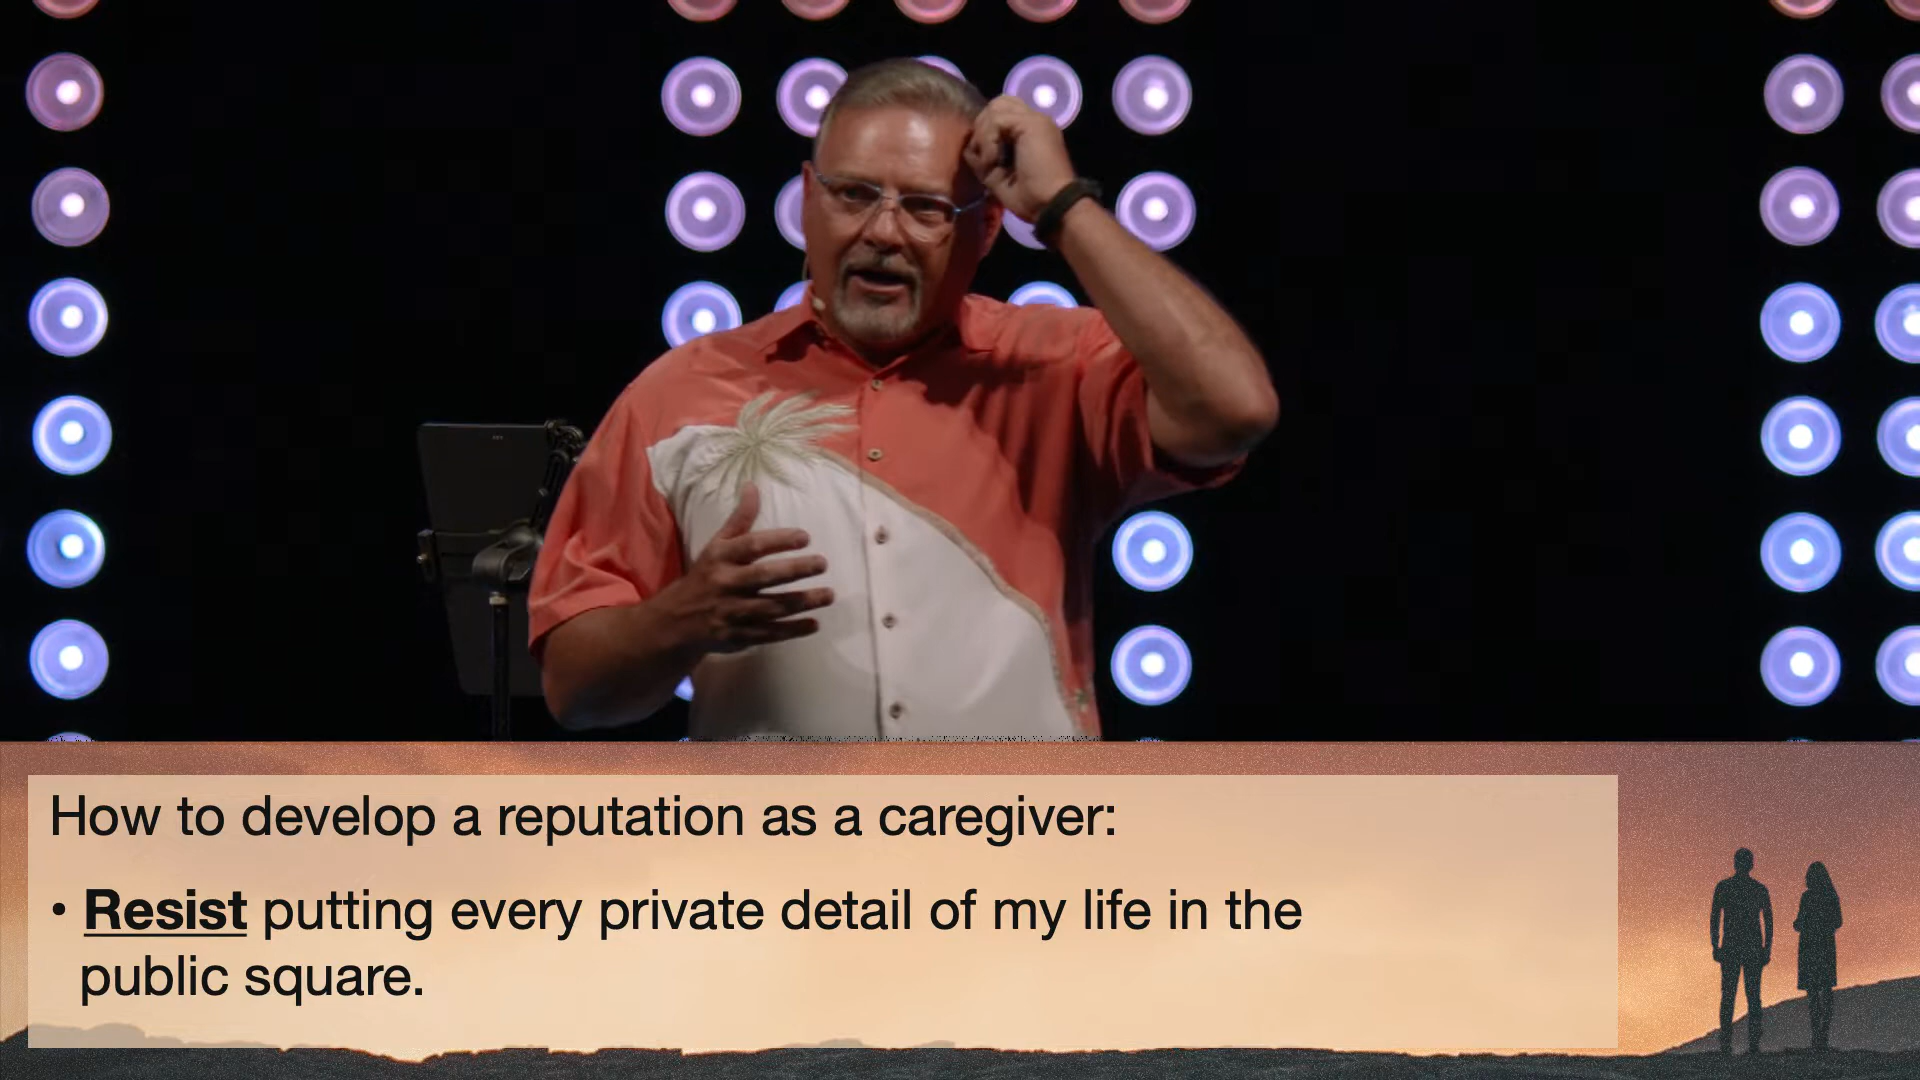 How to develop a reputation as a caregiver:
• Resist putting every private detail of my life in the
public square.